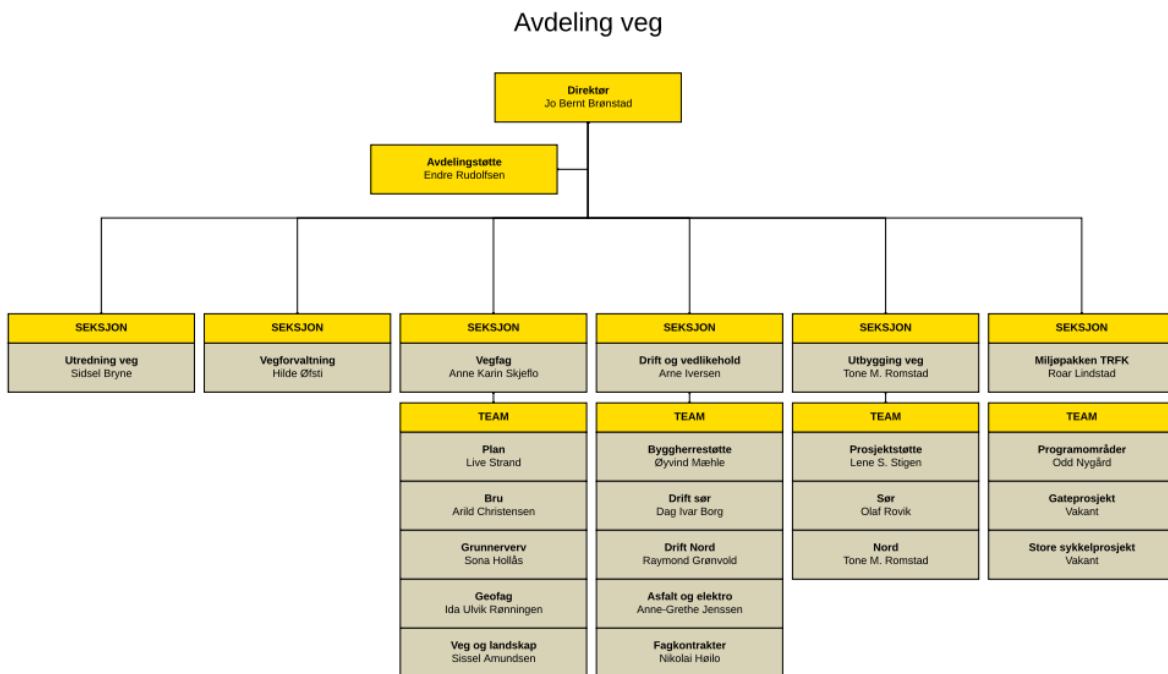 Avdeling veg
Direktør
Jo Bernt Brønstad
Avdelingstøtte
Endre Rudolfsen
SEKSJON
Utredning veg
Sidsel Bryne
SEKSJON
Vegforvaltning
Hilde Øfsti
SEKSJON
Vegfag
Anne Karin Skjeflo
TEAM
Plan
Live Strand
Bru
Arild Christensen
Grunnerverv
Sona Hollås
Geofag
Ida Ulvik Rønningen
Veg og landskap
Sissel Amundsen
SEKSJON
Drift og vedlikehold
Arne Iversen
TEAM
Byggherrestøtte
Øyvind Mæhle
Drift sør
Dag Ivar Borg
Drift Nord
Raymond Grønvold
Asfalt og elektro
Anne-Grethe Jenssen
Fagkontrakter
Nikolai Høilo
SEKSJON
Utbygging veg
Tone M. Romstad
TEAM
Prosjektstøtte
Lene S. Stigen
Sør
Olaf Rovik
Nord
Tone M. Romstad
SEKSJON
Miljøpakken TRFK
Roar Lindstad
TEAM
Programområder
Odd Nygård
Gateprosjekt
Vakant
Store sykkelprosjekt
Vakant